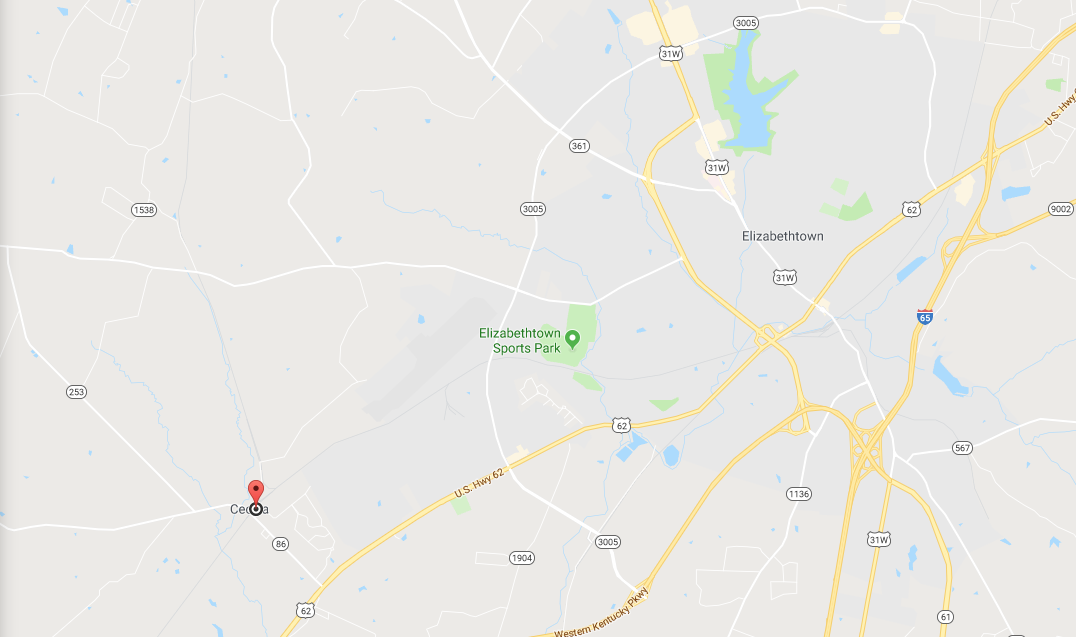 3005
31W
U.S. Hwy
361
31W
1538
3005
62
9002
Elizabethtown
31W
65
Elizabethtown
Sports Park
253
62
567
U.S. Hwy 62
1136
86
3005
31W
1904
Western Kentucky Pkwy
62
61